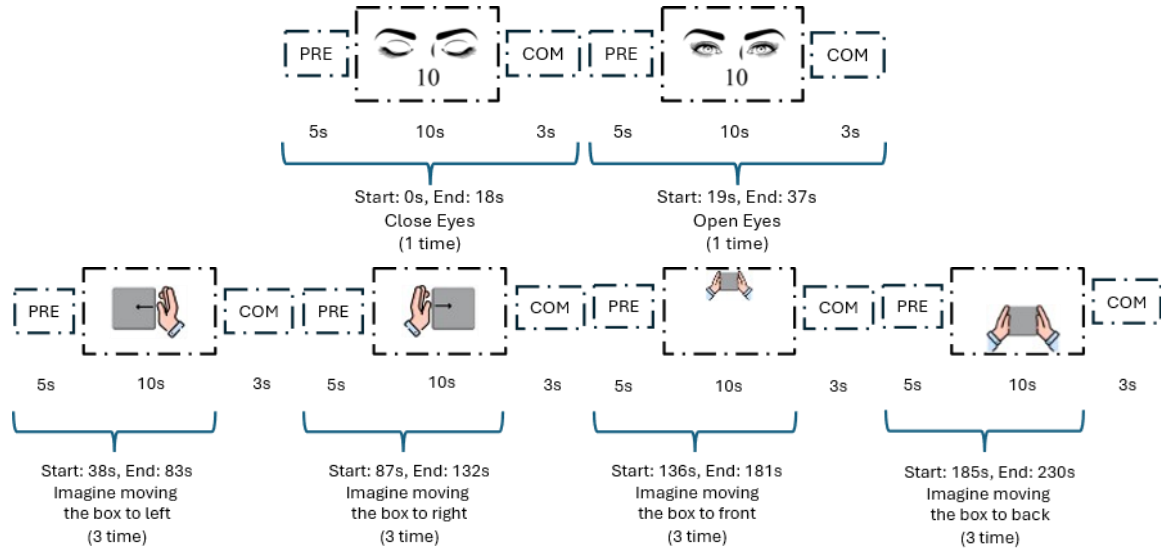 PRE 10 COM PRE 10 COM
5s 10s 3s 5s 10s 3s
Start: 0s, End: 18s
Close Eyes
(1 time)
Start: 19s, End: 37s
Open Eyes
(1 time)
PRE COM PRE COM PRE COM PRE COM
5s 10s 3s 5s 10s 3s 5s 10s 3s 5s 10s 3s
Start: 38s, End: 83s
Imagine moving
the box to left
(3 time)
Start: 87s, End: 132s
Imagine moving
the box to right
(3 time)
Start: 136s, End: 181s
Imagine moving
the box to front
(3 time)
Start: 185s, End: 230s
Imagine moving
the box to back
(3 time)